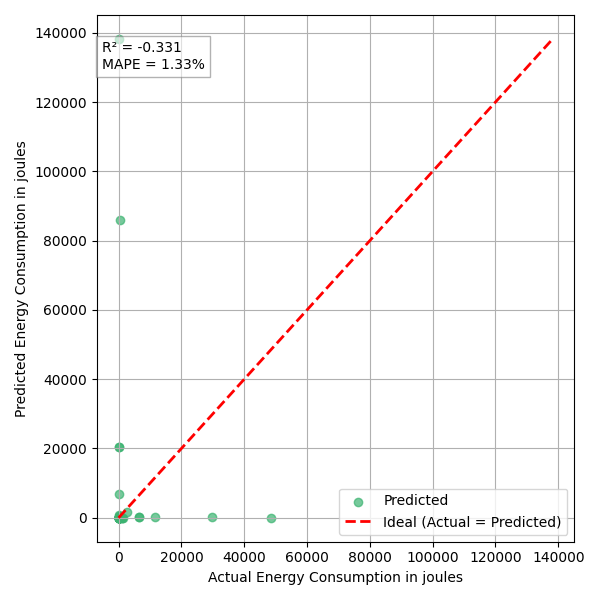 R² = -0.331
MAPE = 1.33%
140000
120000
100000
80000
60000
40000
20000
0
Predicted Energy Consumption in joules
Predicted
Ideal (Actual = Predicted)
0 20000 40000 60000 80000 100000 120000 140000
Actual Energy Consumption in joules